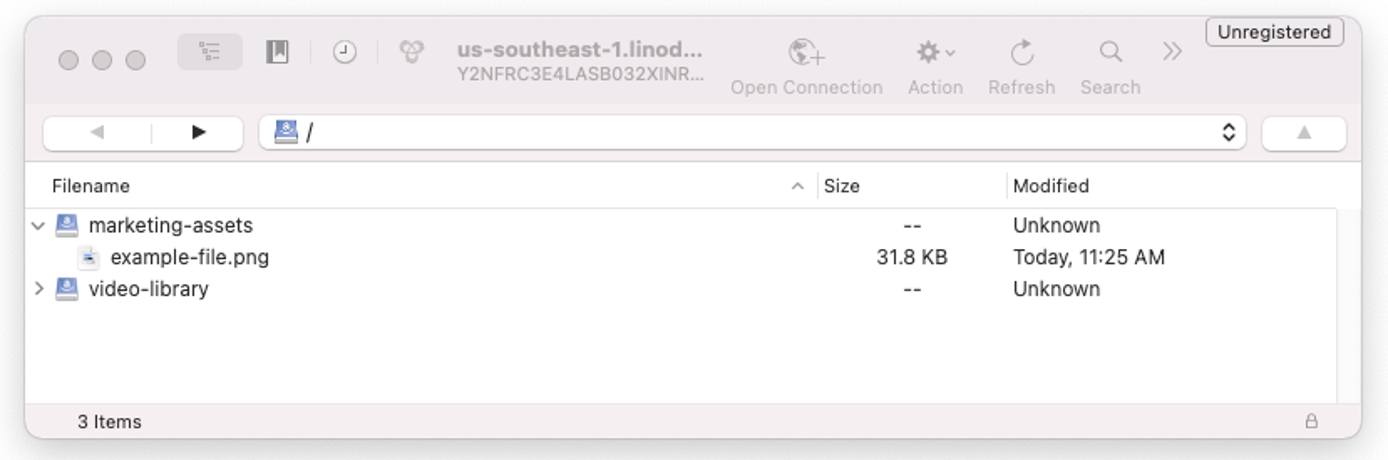 Unregistered
us-southeast-1.linod...
Y2NFRC3E4LASB032XINR...
Open Connection Action Refresh Search
/
Filename Size Modified
marketing-assets -- Unknown
example-file.png 31.8 KB Today, 11:25 AM
video-library -- Unknown
3 Items